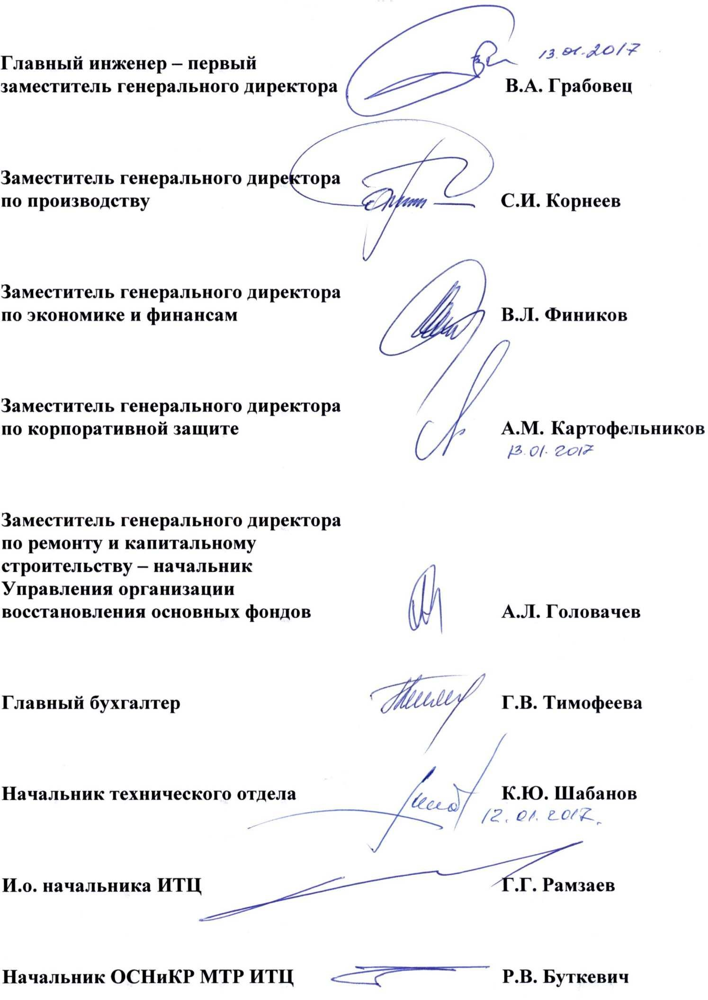 13.01.2017
Главный инженер – первый
заместитель генерального директора В.А. Грабовец
Заместитель генерального директора
по производству С.И. Корнеев
Заместитель генерального директора
по экономике и финансам В.Л. Фиников
Заместитель генерального директора
по корпоративной защите А.М. Картофельников
13.01.2017
Заместитель генерального директора
по ремонту и капитальному
строительству – начальник
Управления организации
восстановления основных фондов А.Л. Головачев
Главный бухгалтер Г.В. Тимофеева
Начальник технического отдела К.Ю. Шабанов
12.01.2017.
И.о. начальника ИТЦ Г.Г. Рамзаев
Начальник ОСНиКР МТР ИТЦ Р.В. Буткевич